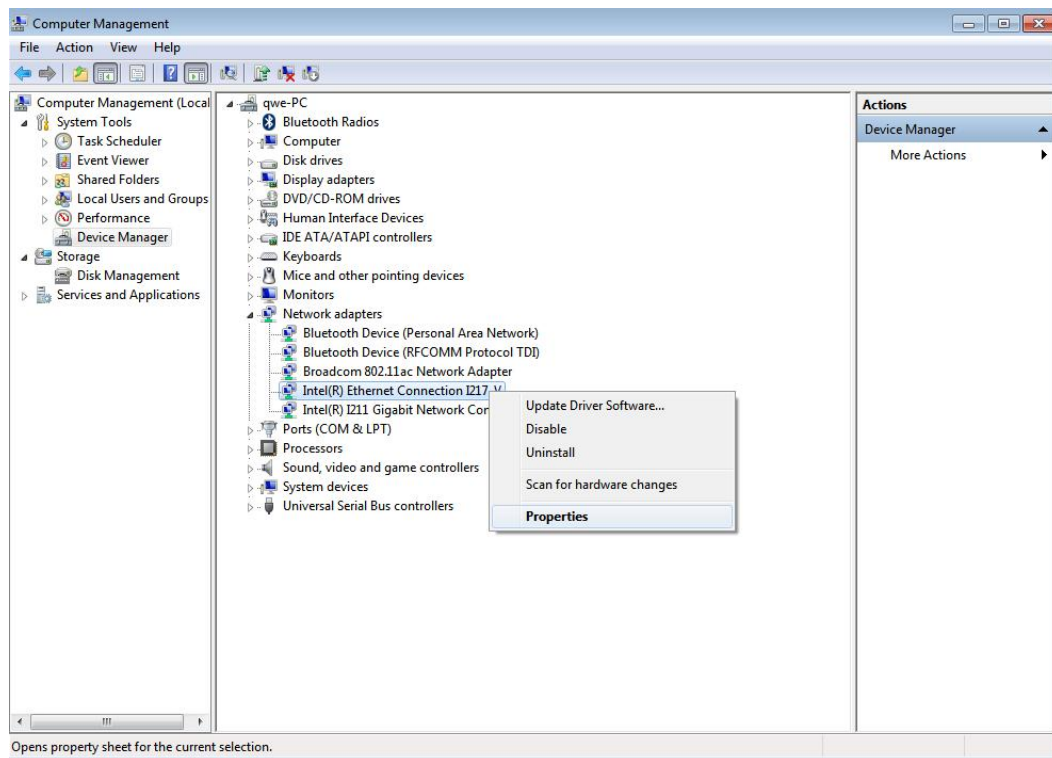 Computer Management
File Action View Help
Computer Management (Local
System Tools
Task Scheduler
Event Viewer
Shared Folders
Local Users and Groups
Performance
Device Manager
Storage
Disk Management
Services and Applications
qwe-PC
Bluetooth Radios
Computer
Disk drives
Display adapters
DVD/CD-ROM drives
Human Interface Devices
IDE ATA/ATAPI controllers
Keyboards
Mice and other pointing devices
Monitors
Network adapters
Bluetooth Device (Personal Area Network)
Bluetooth Device (RFCOMM Protocol TDI)
Broadcom 802.11ac Network Adapter
Intel(R) Ethernet Connection I217-V
Intel(R) I211 Gigabit Network Con
Ports (COM & LPT)
Processors
Sound, video and game controllers
System devices
Universal Serial Bus controllers
Update Driver Software...
Disable
Uninstall
Scan for hardware changes
Properties
Actions
Device Manager
More Actions
Opens property sheet for the current selection.